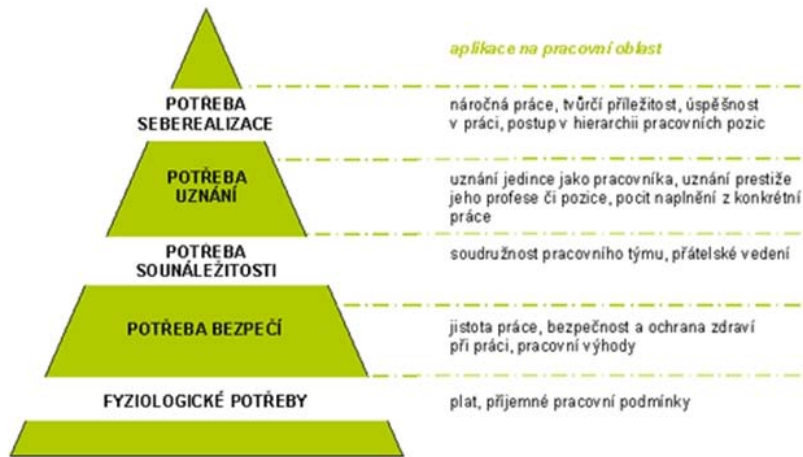 aplikace na pracovní oblast
POTŘEBA
SEBEREALIZACE
náročná práce, tvůrčí příležitost, úspěšnost
v práci, postup v hierarchii pracovních pozic
POTŘEBA
UZNÁNÍ
uznání jedince jako pracovníka, uznání prestiže
jeho profese či pozice, pocit naplnění z konkrétní
práce
POTŘEBA
SOUNÁLEŽITOSTI
soudružnost pracovního týmu, přátelské vedení
POTŘEBA BEZPEČÍ
jistota práce, bezpečnost a ochrana zdraví
při práci, pracovní výhody
FYZIOLOGICKÉ POTŘEBY
plat, příjemné pracovní podmínky